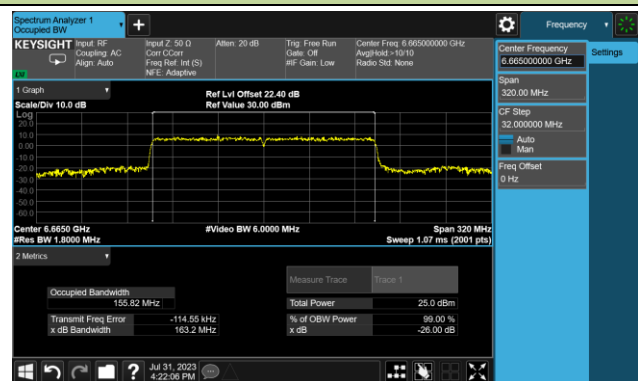 Spectrum Analyzer 1
Occupied BW
+
Frequency
KEYSIGHT
Input: RF
Coupling: AC
Align: Auto
Input Z: 50 Ω
Corr CCorr
Freq Ref: Int (S)
NFE: Adaptive
Atten: 20 dB
Trig: Free Run
Gate: Off
#IF Gain: Low
Center Freq: 6.665000000 GHz
Avg|Hold:>10/10
Radio Std: None
Center Frequency
6.665000000 GHz
Settings
Span
320.00 MHz
CF Step
32.000000 MHz
Auto
Man
Freq Offset
0 Hz
1 Graph
Scale/Div 10.0 dB
Ref Lvl Offset 22.40 dB
Ref Value 30.00 dBm
Log
20.0
10.0
0.00
-10.0
-20.0
-30.0
-40.0
-50.0
-60.0
Center 6.6650 GHz
#Res BW 1.8000 MHz
#Video BW 6.0000 MHz
Span 320 MHz
Sweep 1.07 ms (2001 pts)
2 Metrics
Measure Trace
Trace 1
Occupied Bandwidth
155.82 MHz
Total Power
25.0 dBm
Transmit Freq Error
-114.55 kHz
% of OBW Power
99.00 %
x dB Bandwidth
163.2 MHz
x dB
-26.00 dB
?
Jul 31, 2023
4:22:06 PM